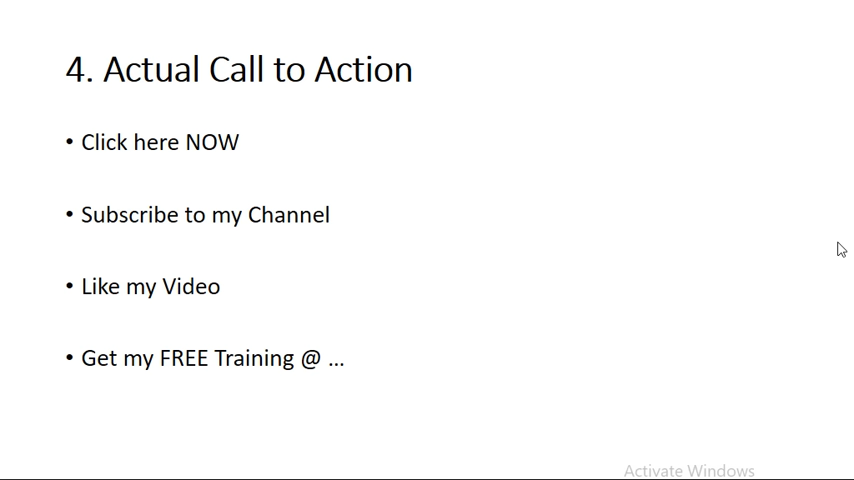 4. Actual Call to Action
• Click here NOW
• Subscribe to my Channel
• Like my Video
• Get my FREE Training @ ...
Activate Windows